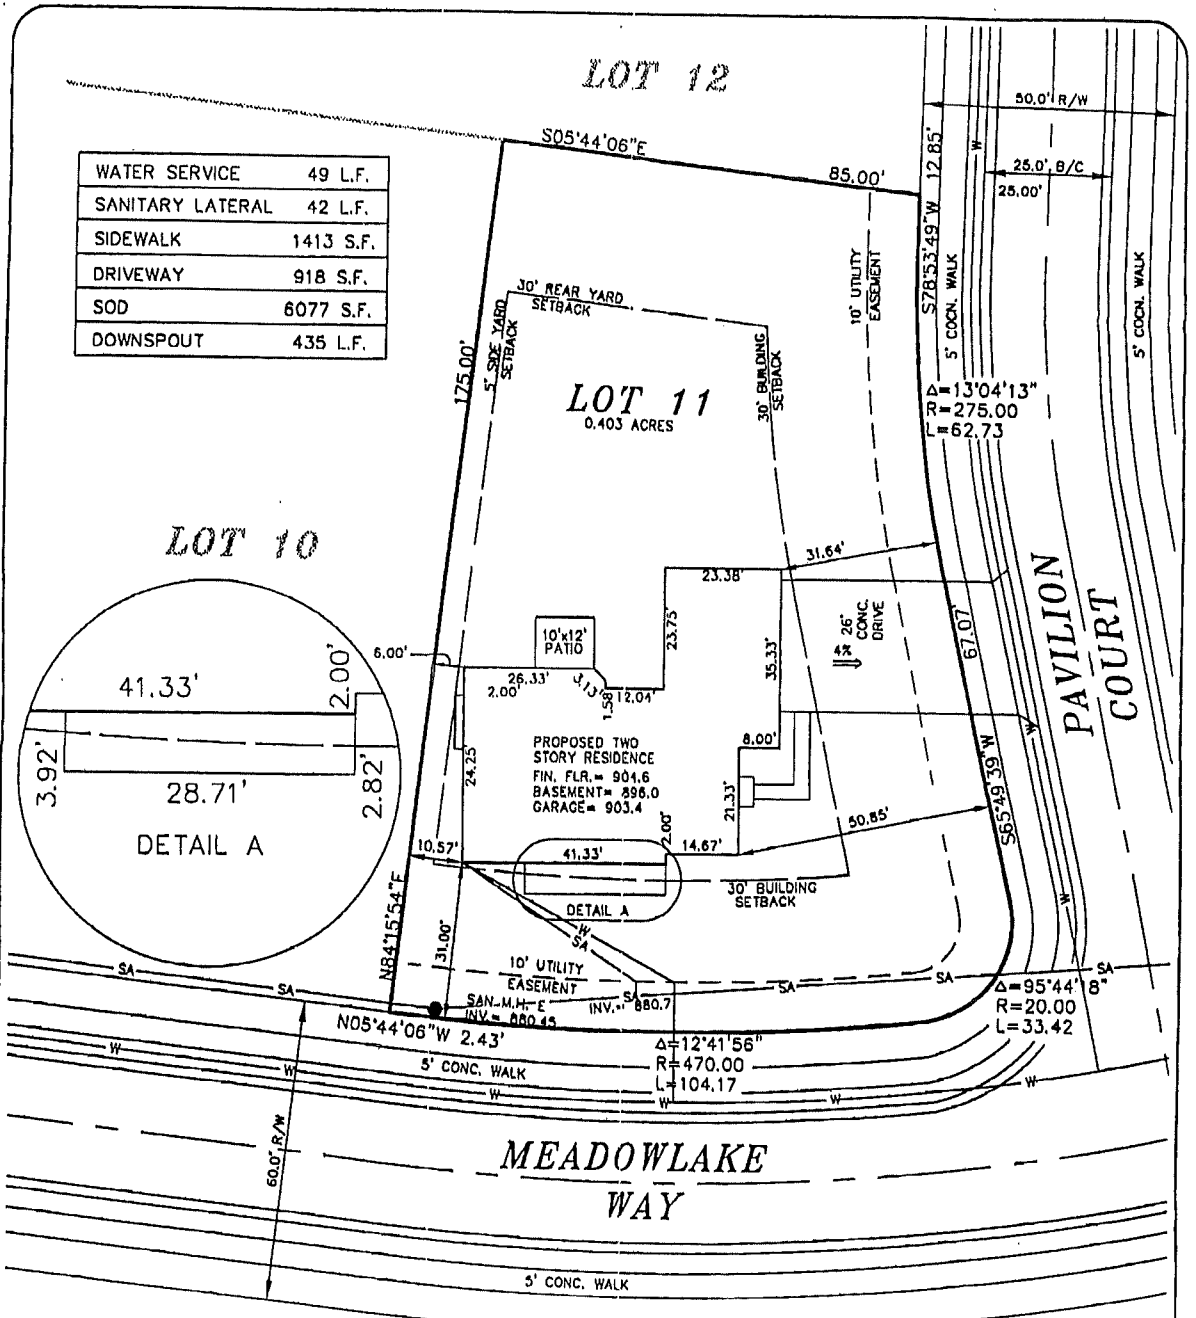 LOT 12
S05°44'06"E
85.00'
S78°53'49"W 12.85'
50.0' R/W
25.0' B/C
25.00'
WATER SERVICE 49 L.F.
SANITARY LATERAL 42 L.F.
SIDEWALK 1413 S.F.
DRIVEWAY 918 S.F.
SOD 6077 S.F.
DOWNSPOUT 435 L.F.
W
10' UTILITY
EASEMENT
5' COCN. WALK
5' COCN. WALK
30' REAR YARD
SETBACK
5' SIDE YARD
SETBACK
175.00'
30' BUILDING
SETBACK
LOT 11
0.403 ACRES
Δ=13°04'13"
R=275.00
L=62.73
LOT 10
31.64'
23.38'
23.75'
35.33'
10'x12'
PATIO
26"
CONC.
DRIVE
4%
67.07'
PAVILION
COURT
6.00'
26.33'
2.00'
3.13'
1.58'
12.04'
41.33'
2.00'
3.92'
28.71'
2.82'
DETAIL A
24.25'
PROPOSED TWO
STORY RESIDENCE
FIN. FLR.= 904.6
BASEMENT= 896.0
GARAGE= 903.4
8.00'
21.33'
2.00'
14.67'
50.85'
S65°49'39"W
W
10.57'
41.33'
DETAIL A
30' BUILDING
SETBACK
W
N84°15'54"E
31.00'
W
SA
10' UTILITY
EASEMENT
SA
SA
SA
SA
SA
SA
SAN. M.H. E
INV.= 880.45
INV.= 880.7
N05°44'06"W 2.43'
Δ=95°44'18"
R=20.00
L=33.42
Δ=12°41'56"
R=470.00
L=104.17
5' CONC. WALK
W
W
W
W
W
W
60.0' R/W
MEADOWLAKE
WAY
5' CONC. WALK